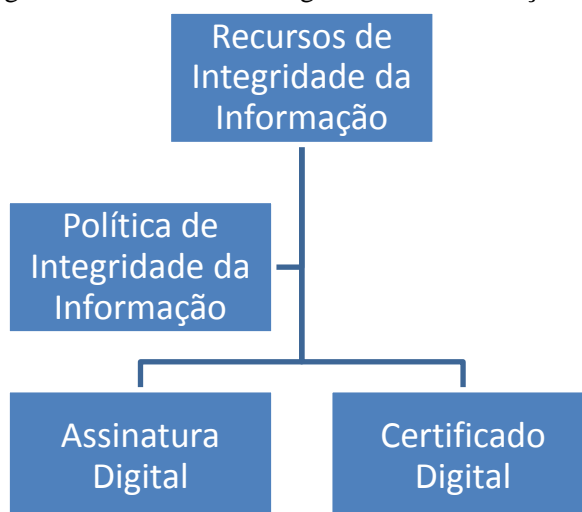 Recursos de
Integridade da
Informação
Política de
Integridade da
Informação
Assinatura
Digital
Certificado
Digital